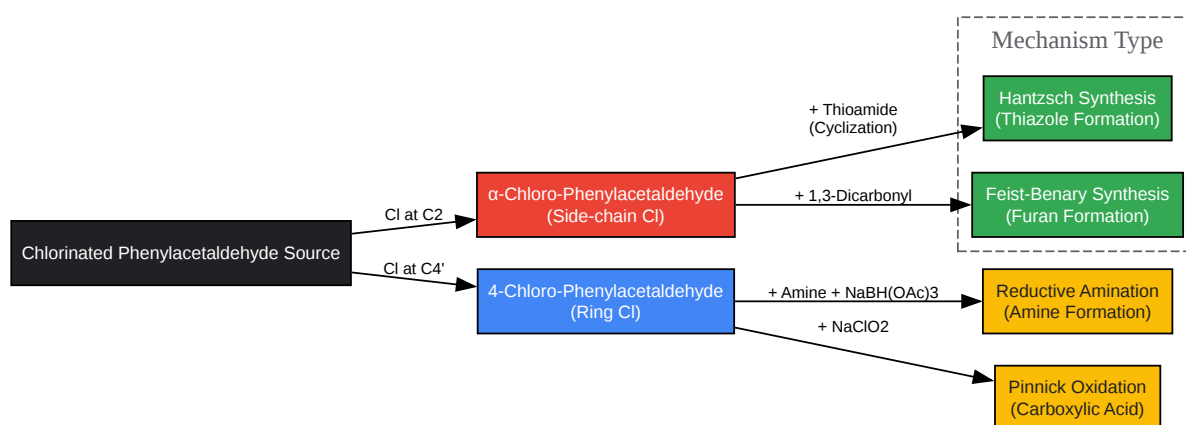 Mechanism Type
Hantzsch Synthesis
(Thiazole Formation)
+ Thioamide
(Cyclization)
α-Chloro-Phenylacetaldehyde
(Side-chain Cl)
+ 1,3-Dicarbonyl
Feist-Benary Synthesis
(Furan Formation)
Cl at C2
Chlorinated Phenylacetaldehyde Source
Cl at C4'
4-Chloro-Phenylacetaldehyde
(Ring Cl)
+ Amine + NaBH(OAc)3
Reductive Amination
(Amine Formation)
+ NaClO2
Pinnick Oxidation
(Carboxylic Acid)